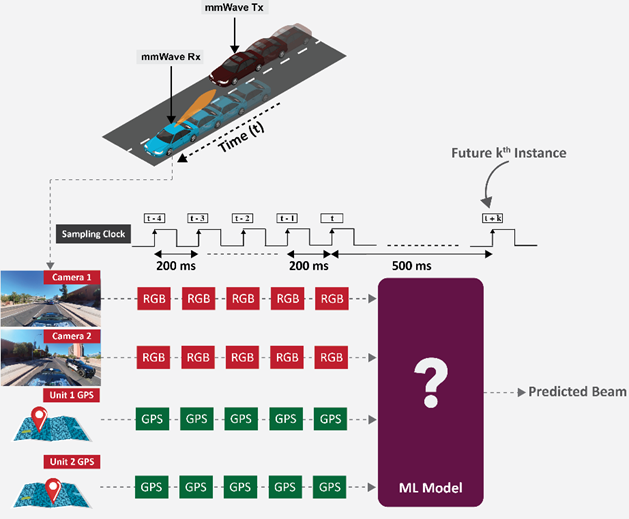 mmWave Tx
mmWave Rx
Time (t)
Future kth Instance
Sampling Clock
t - 4
t - 3
t - 2
t - 1
t
t + k
200 ms
200 ms
500 ms
Camera 1
RGB RGB RGB RGB RGB
Camera 2
RGB RGB RGB RGB RGB
?
Predicted Beam
Unit 1 GPS
GPS GPS GPS GPS GPS
Unit 2 GPS
GPS GPS GPS GPS GPS
ML Model